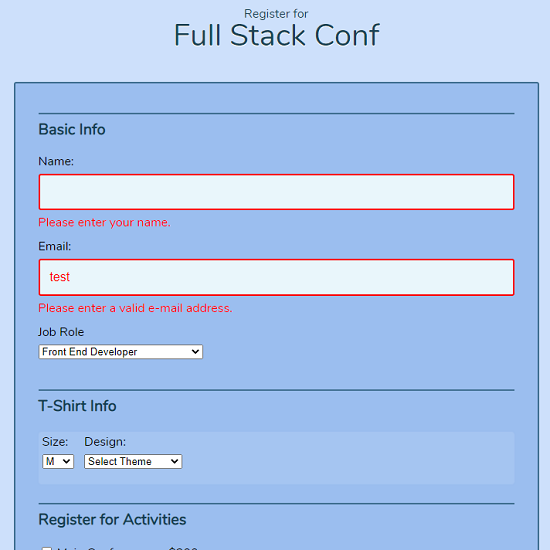 Register for
Full Stack Conf
Basic Info
Name:
Please enter your name.
Email:
test
Please enter a valid e-mail address.
Job Role
Front End Developer
T-Shirt Info
Size: Design:
M Select Theme
Register for Activities